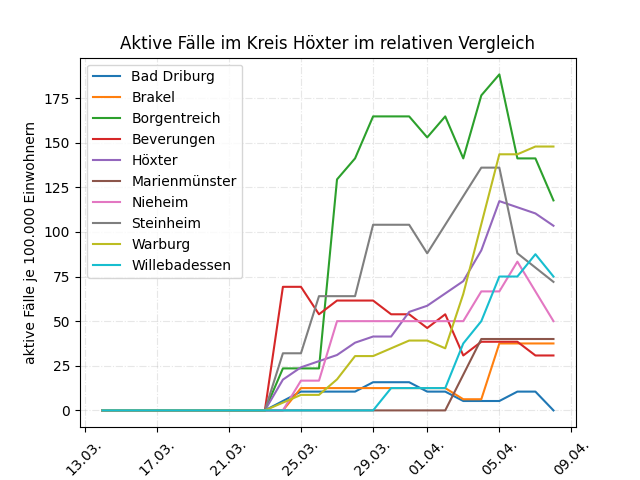 Aktive Fälle im Kreis Höxter im relativen Vergleich
aktive Fälle je 100.000 Einwohnern
175
150
125
100
75
50
25
0
Bad Driburg
Brakel
Borgentreich
Beverungen
Höxter
Marienmünster
Nieheim
Steinheim
Warburg
Willebadessen
13.03.
17.03.
21.03.
25.03.
29.03.
01.04.
05.04.
09.04.